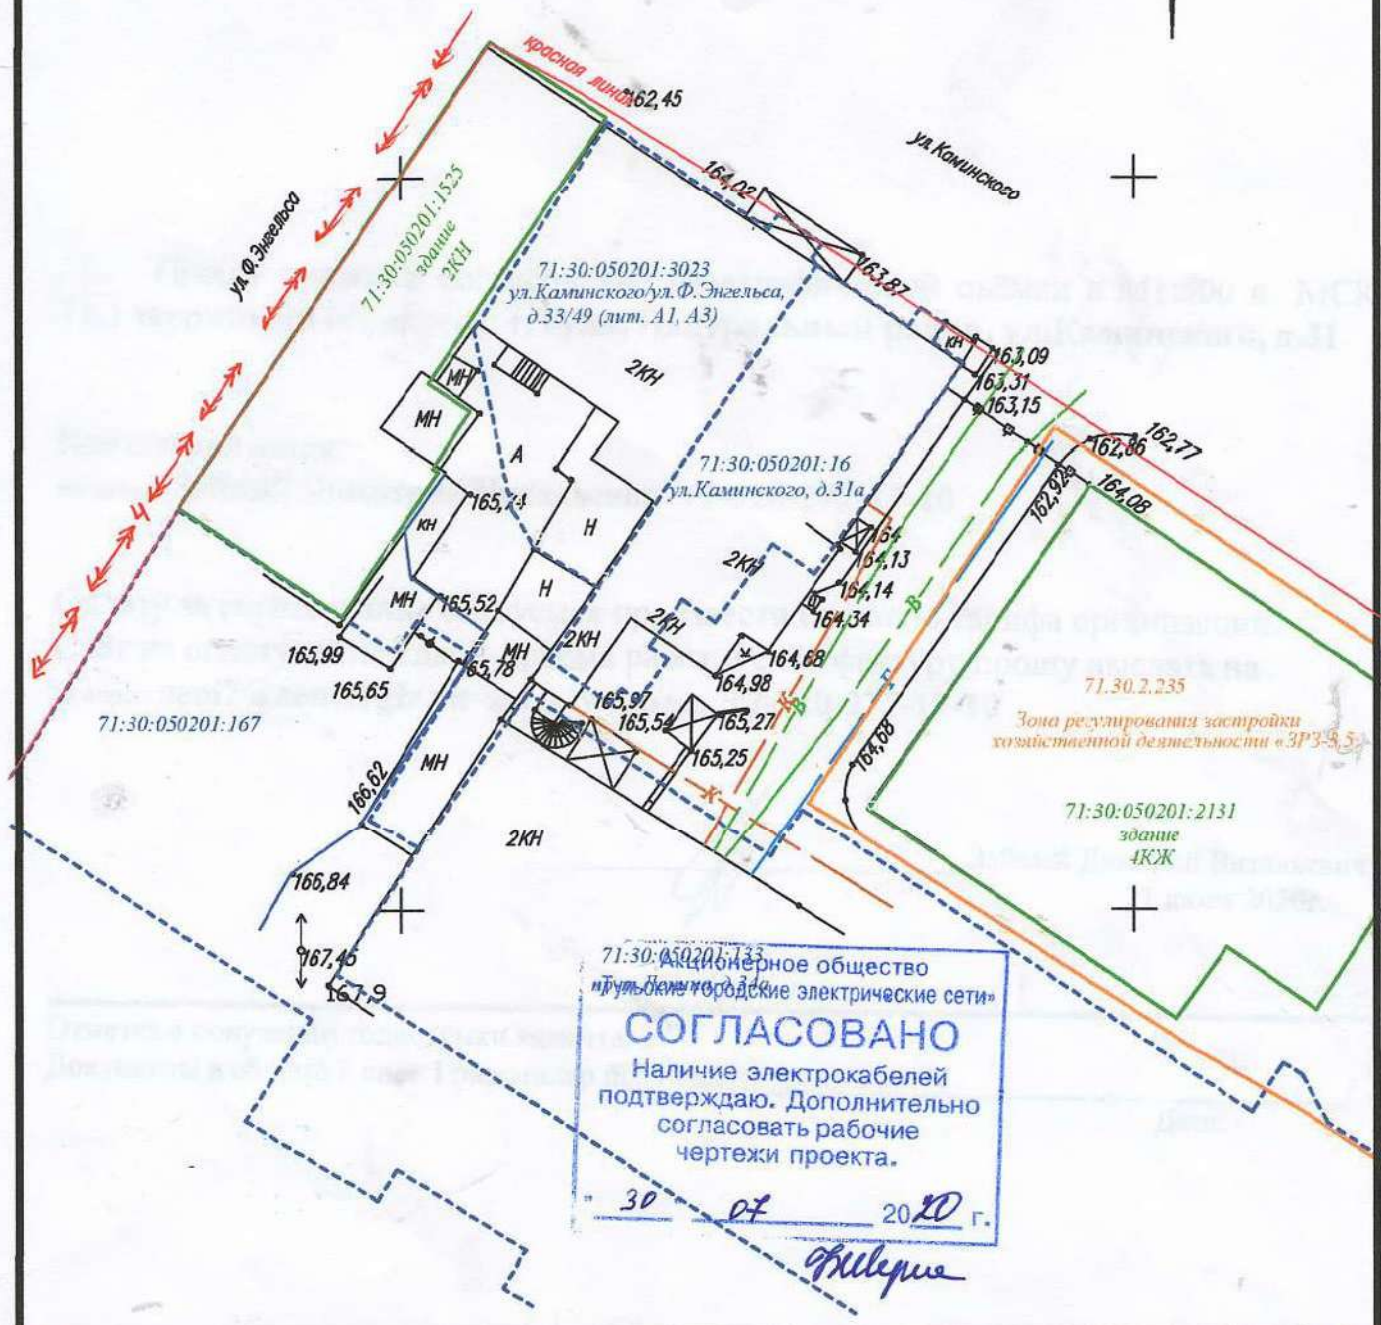 красная линия
162,45
ул.Каминского
164,02
ул.Ф.Энгельса
71:30:050201:1525
здание
2КН
71:30:050201:3023
ул.Каминского/ул.Ф.Энгельса,
д.33/49 (лит. А1, А3)
163,87
КН
163,09
163,31
163,15
2КН
МН
МН
А
162,86
162,77
162,92
164,08
71:30:050201:16
ул.Каминского, д.31а
165,74
КН
Н
164
164,13
2КН
164,14
164,34
В
Н
МН
165,52
2КН
2КН
МН
165,99
165,65
65,78
Ж
164,68
164,98
К
В
Г
165,97
165,54
165,27
165,25
71:30:050201:167
71.30.2.235
Зона регулирования застройки
хозяйственной деятельности «ЗРЗ-3,5
164,68
МН
166,62
К
2КН
71:30:050201:2131
здание
4КЖ
166,84
167,45
167,9
71:30:050201:133
Акционерное общество
«Тульские городские электрические сети»
СОГЛАСОВАНО
Наличие электрокабелей
подтверждаю. Дополнительно
согласовать рабочие
чертежи проекта.
" 30 " 07 2020 г.